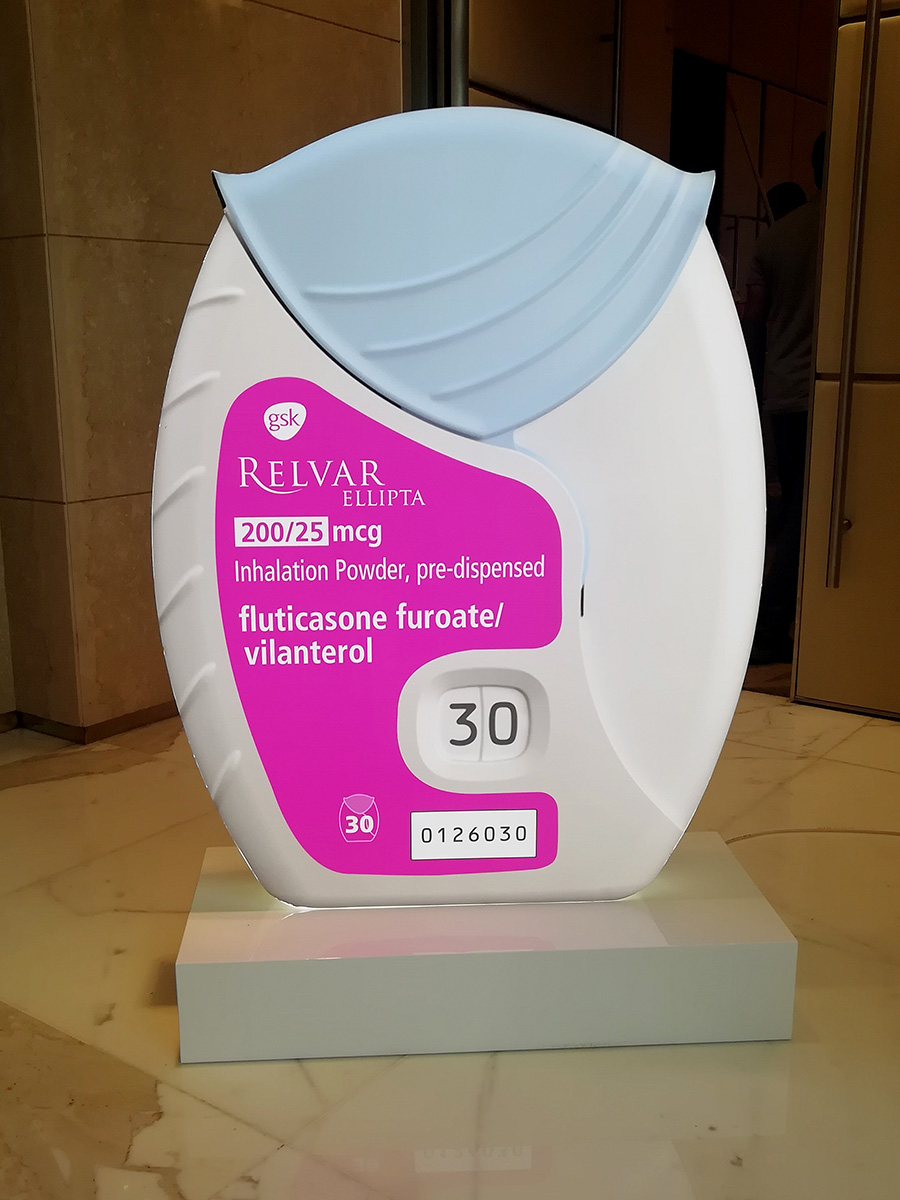 gsk
RELVAR
ELLIPTA
200/25 mcg
Inhalation Powder, pre-dispensed
fluticasone furoate/
vilanterol
30
30
0126030